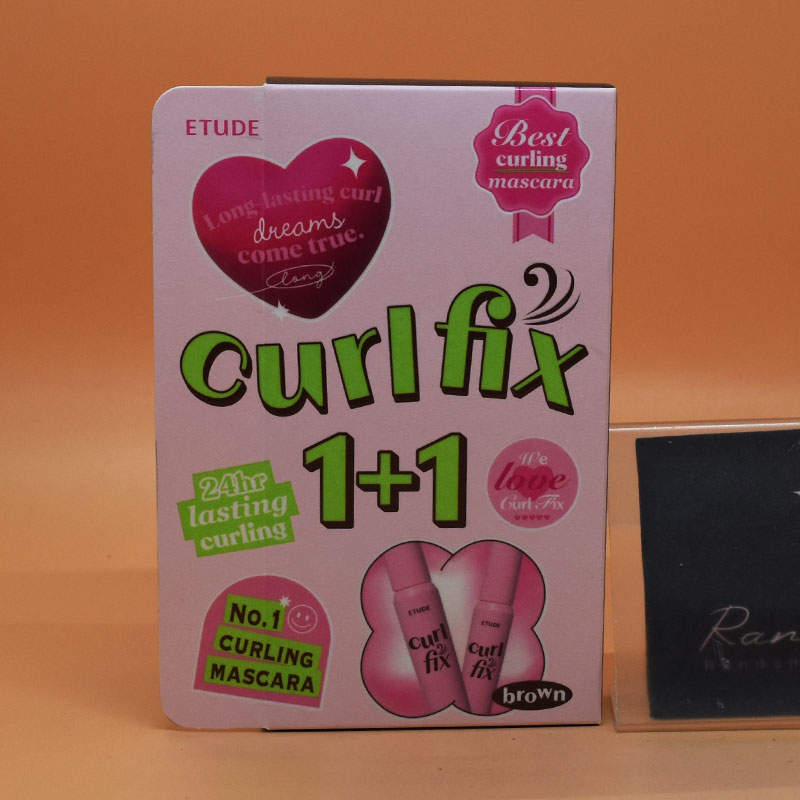 ETUDE
Best
curling
mascara
Long-lasting curl
dreams
come true.
long
curl fix
1+1
24hr
lasting
curling
We
love
Curl Fix
No.1
CURLING
MASCARA
ETUDE
curl
fix
ETUDE
curl
fix
brown
Ran